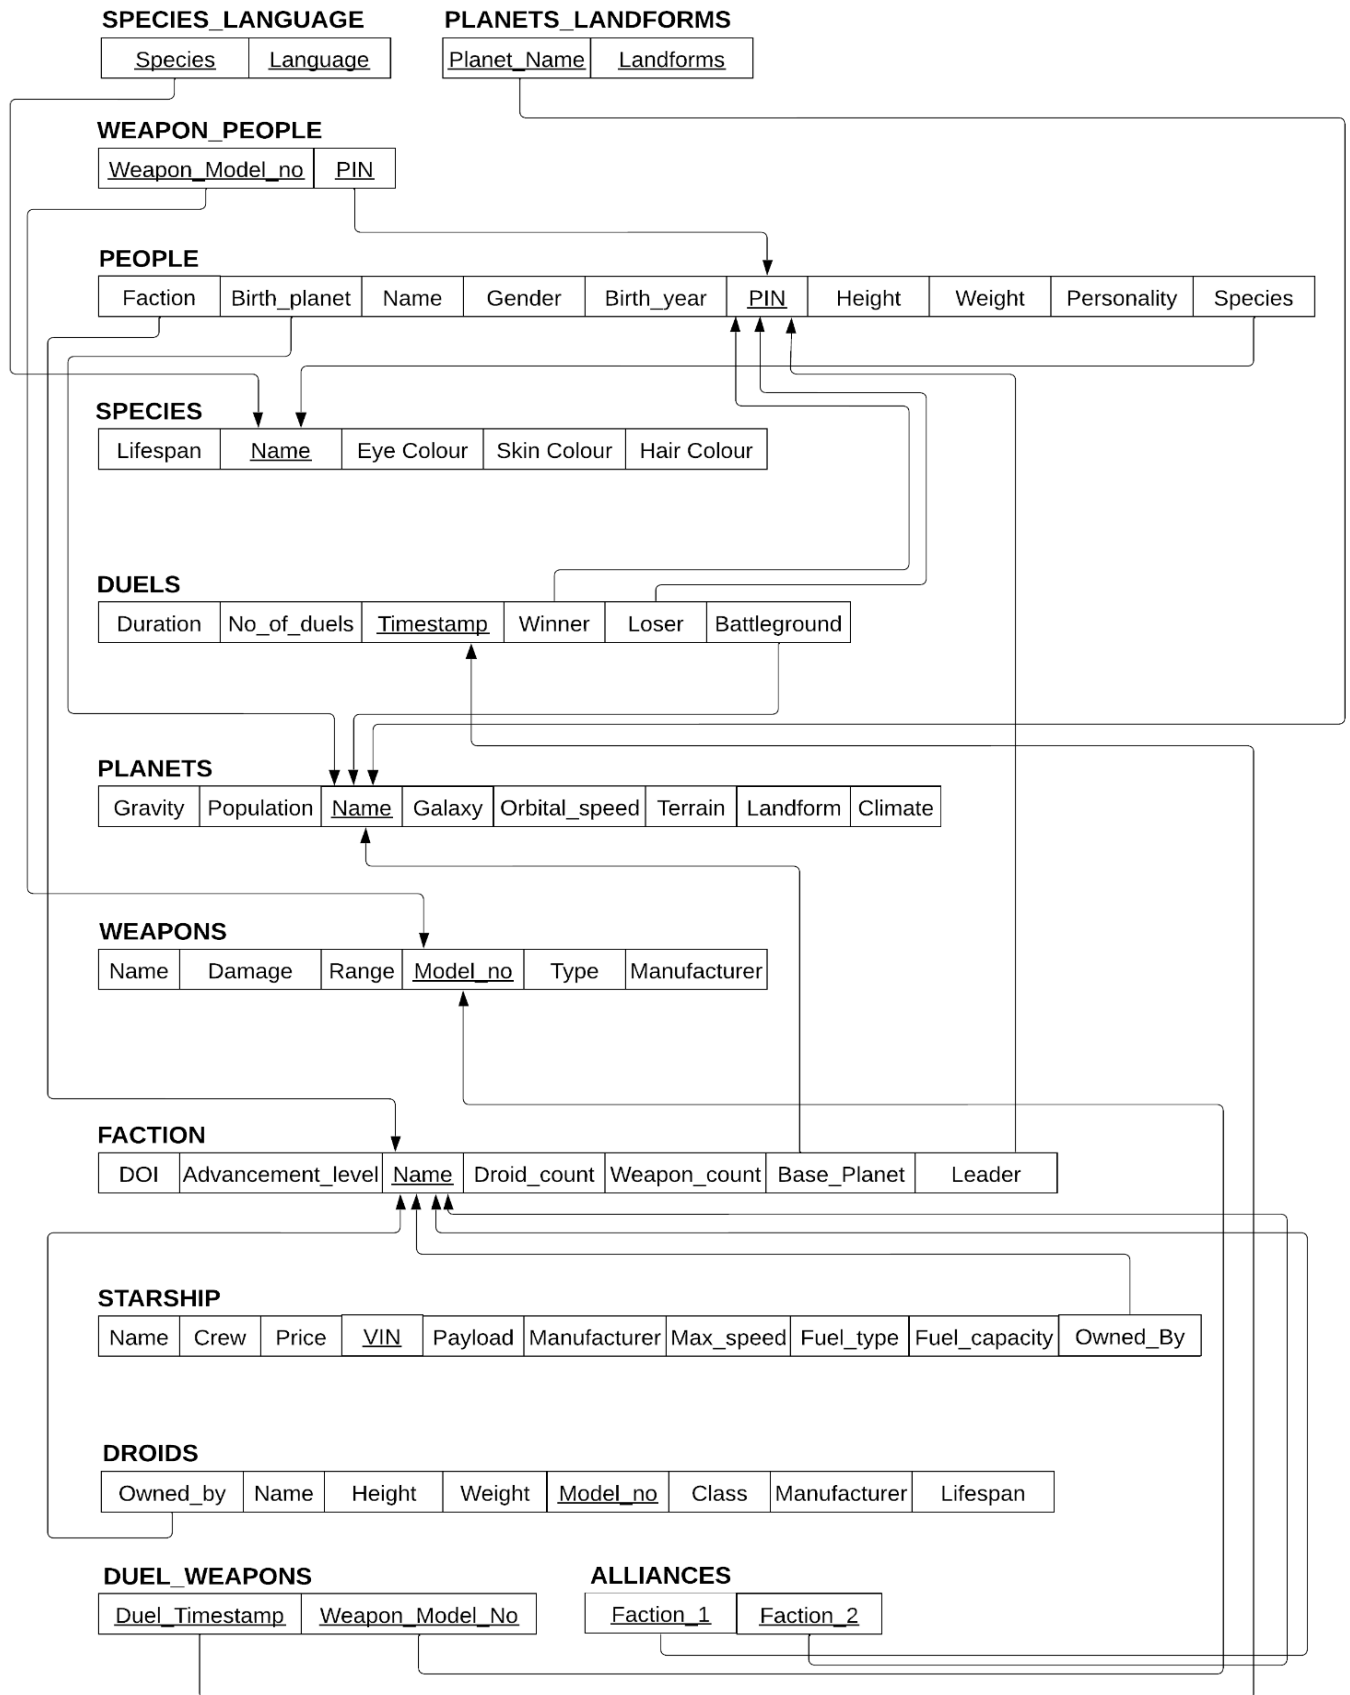 SPECIES_LANGUAGE PLANETS_LANDFORMS
Species Language Planet_Name Landforms
WEAPON_PEOPLE
Weapon_Model_no PIN
PEOPLE
Faction Birth_planet Name Gender Birth_year PIN Height Weight Personality Species
SPECIES
Lifespan Name Eye Colour Skin Colour Hair Colour
DUELS
Duration No_of_duels Timestamp Winner Loser Battleground
PLANETS
Gravity Population Name Galaxy Orbital_speed Terrain Landform Climate
WEAPONS
Name Damage Range Model_no Type Manufacturer
FACTION
DOI Advancement_level Name Droid_count Weapon_count Base_Planet Leader
STARSHIP
Name Crew Price VIN Payload Manufacturer Max_speed Fuel_type Fuel_capacity Owned_By
DROIDS
Owned_by Name Height Weight Model_no Class Manufacturer Lifespan
DUEL_WEAPONS ALLIANCES
Duel_Timestamp Weapon_Model_No Faction_1 Faction_2